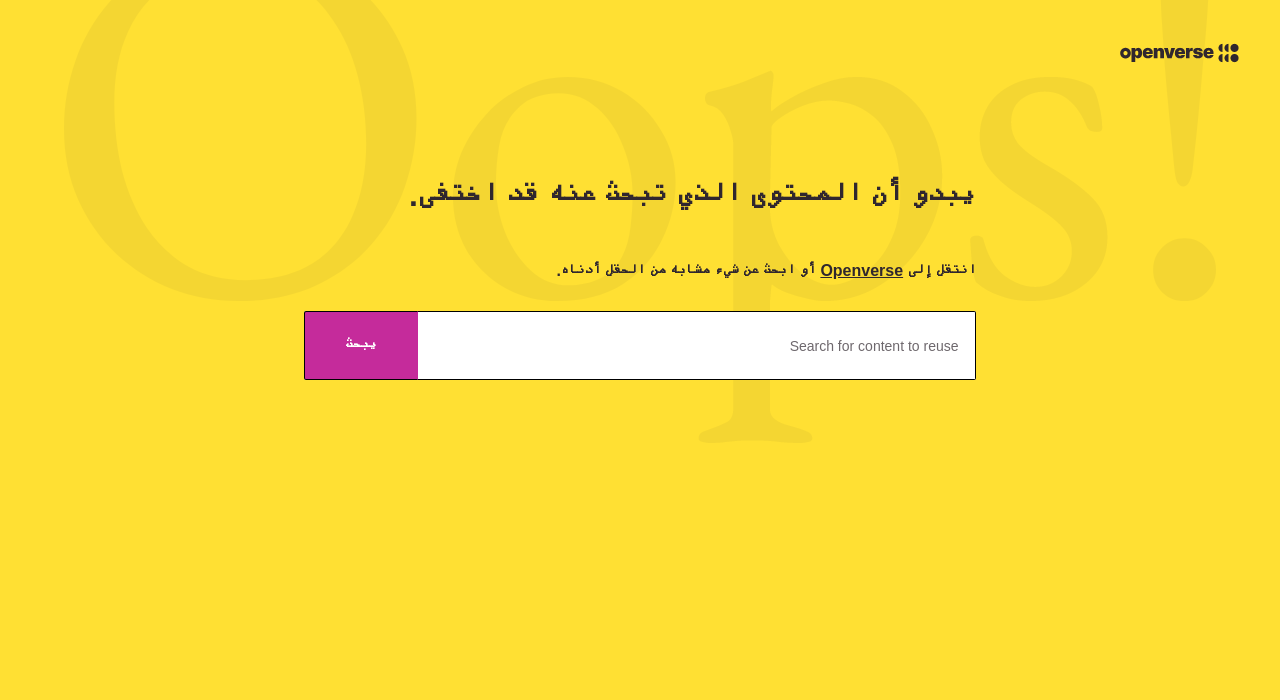 openverse
Oops!
يبدو أن المحتوى الذي تبحث عنه قد اختفى.
انتقل إلى Openverse أو ابحث عن شيء مشابه من الحقل أدناه.
Search for content to reuse
يبحث